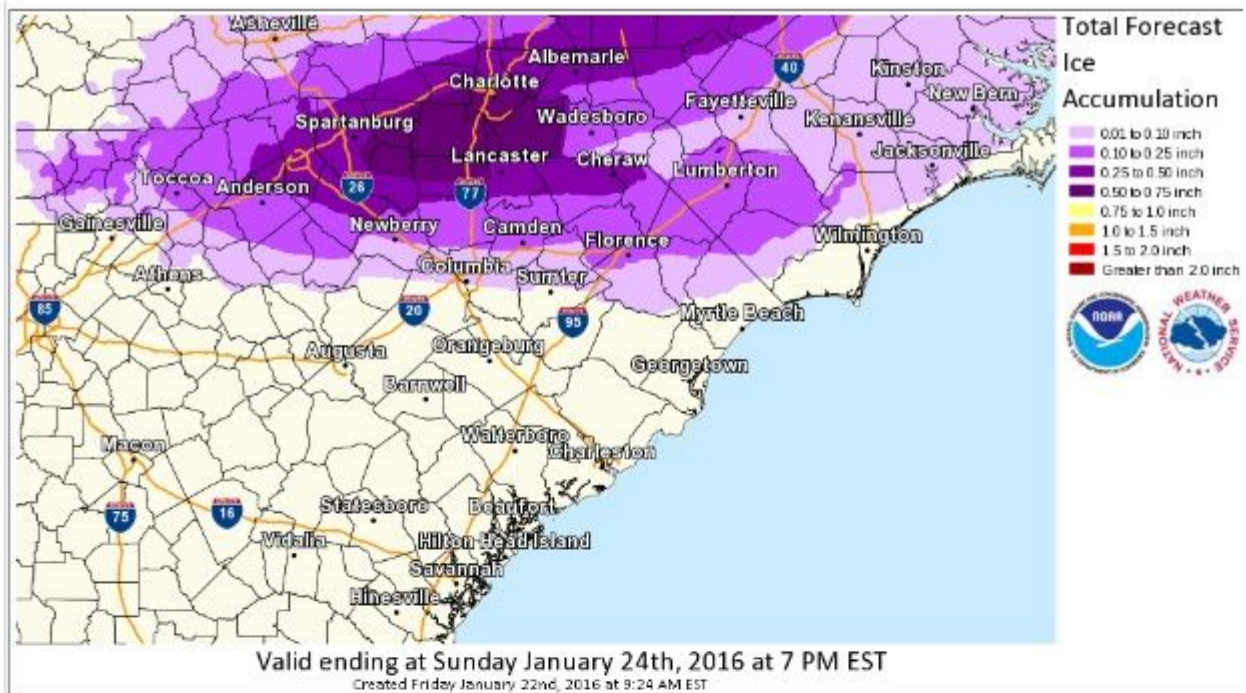 Total Forecast
Ice
Accumulation
0.01 to 0.10 inch
0.10 to 0.25 inch
0.25 to 0.50 inch
0.50 to 0.75 inch
0.75 to 1.0 inch
1.0 to 1.5 inch
1.5 to 2.0 inch
Greater than 2.0 inch
NOAA
NATIONAL WEATHER SERVICE
Asheville
Albemarle
Charlotte
40
Kinston
New Bern
Fayetteville
Kenansville
Spartanburg
Wadesboro
Lancaster
Cheraw
Jacksonville
Lumberton
Toccoa
Anderson
26
77
Gainesville
Newberry
Camden
Florence
Wilmington
Athens
Columbia
Sumter
85
20
95
Myrtle Beach
Augusta
Orangeburg
Georgetown
Barnwell
Macon
Walterboro
Charleston
75
16
Statesboro
Beaufort
Vidalia
Hilton Head Island
Savannah
Hinesville
Valid ending at Sunday January 24th, 2016 at 7 PM EST
Created Friday January 22nd, 2016 at 9:24 AM EST